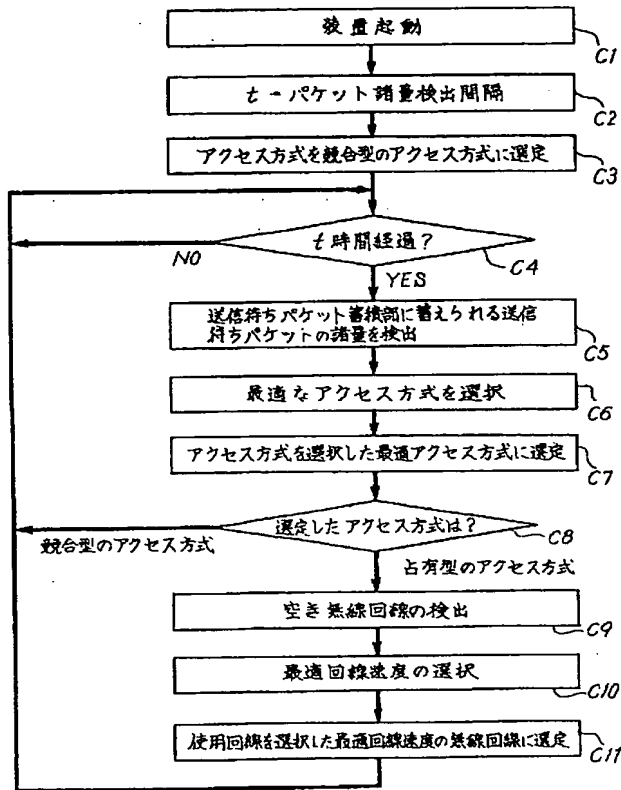 装置起動
C1
t-パケット諸量検出間隔
C2
アクセス方式を競合型のアクセス方式に選定
C3
t時間経過?
C4
NO
YES
送信待ちパケット蓄積部に蓄えられる送信
待ちパケットの諸量を検出
C5
最適なアクセス方式を選択
C6
アクセス方式を選択した最適アクセス方式に選定
C7
選定したアクセス方式は?
C8
競合型のアクセス方式
占有型のアクセス方式
空き無線回線の検出
C9
最適回線速度の選択
C10
使用回線を選択した最適回線速度の無線回線に選定
C11